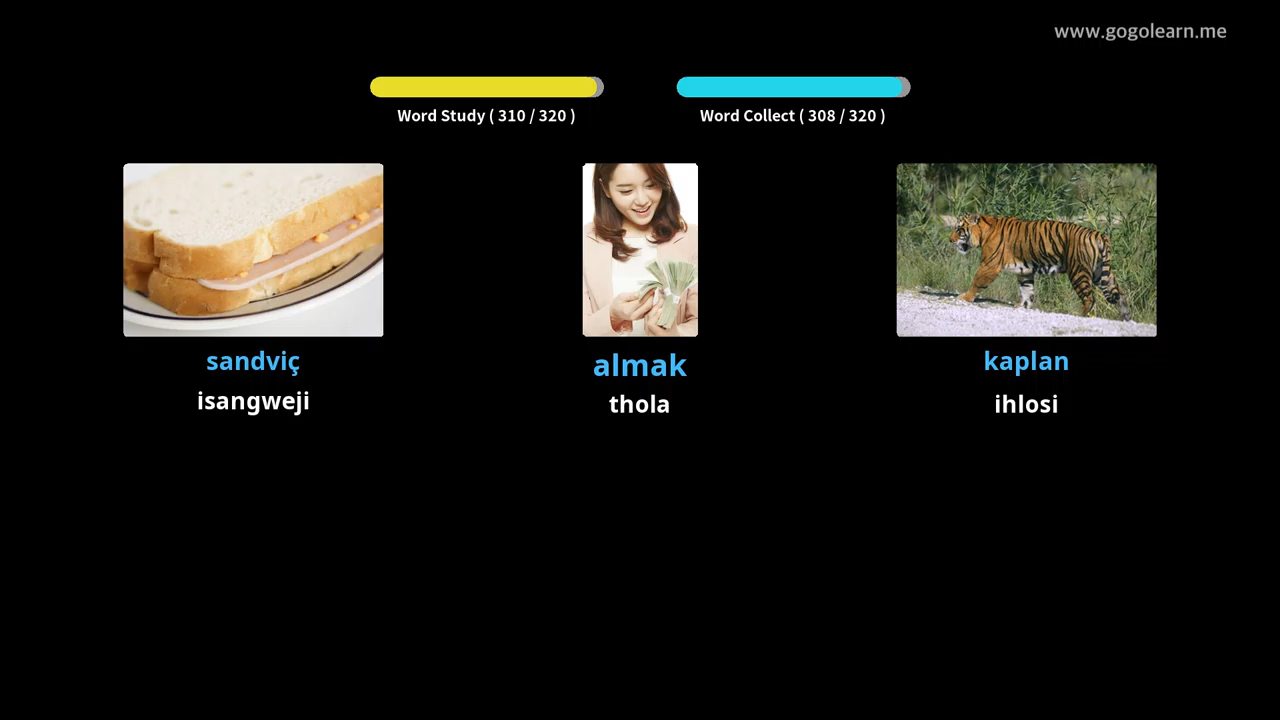 www.gogolearn.me
Word Study ( 310 / 320 )
Word Collect ( 308 / 320 )
sandviç
almak
kaplan
isangweji
thola
ihlosi